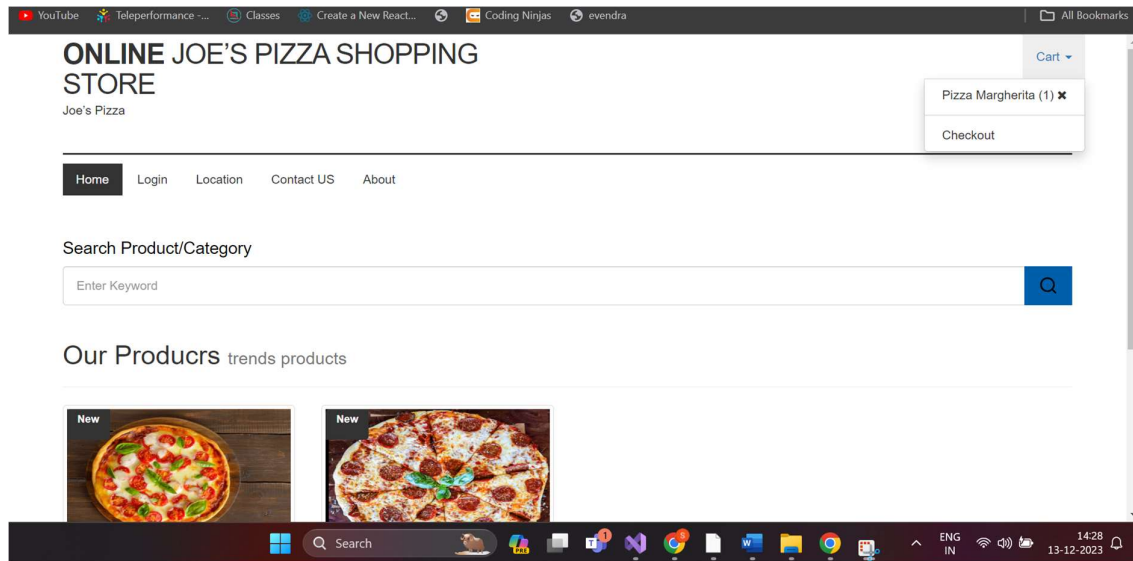 YouTube Teleperformance -... Classes Create a New React... Coding Ninjas evendra All Bookmarks
ONLINE JOE'S PIZZA SHOPPING
STORE
Joe's Pizza
Cart
Pizza Margherita (1) ✖
Checkout
Home Login Location Contact US About
Search Product/Category
Enter Keyword
Our Producrs trends products
New New
Search
PRE
1
ENG
IN
14:28
13-12-2023